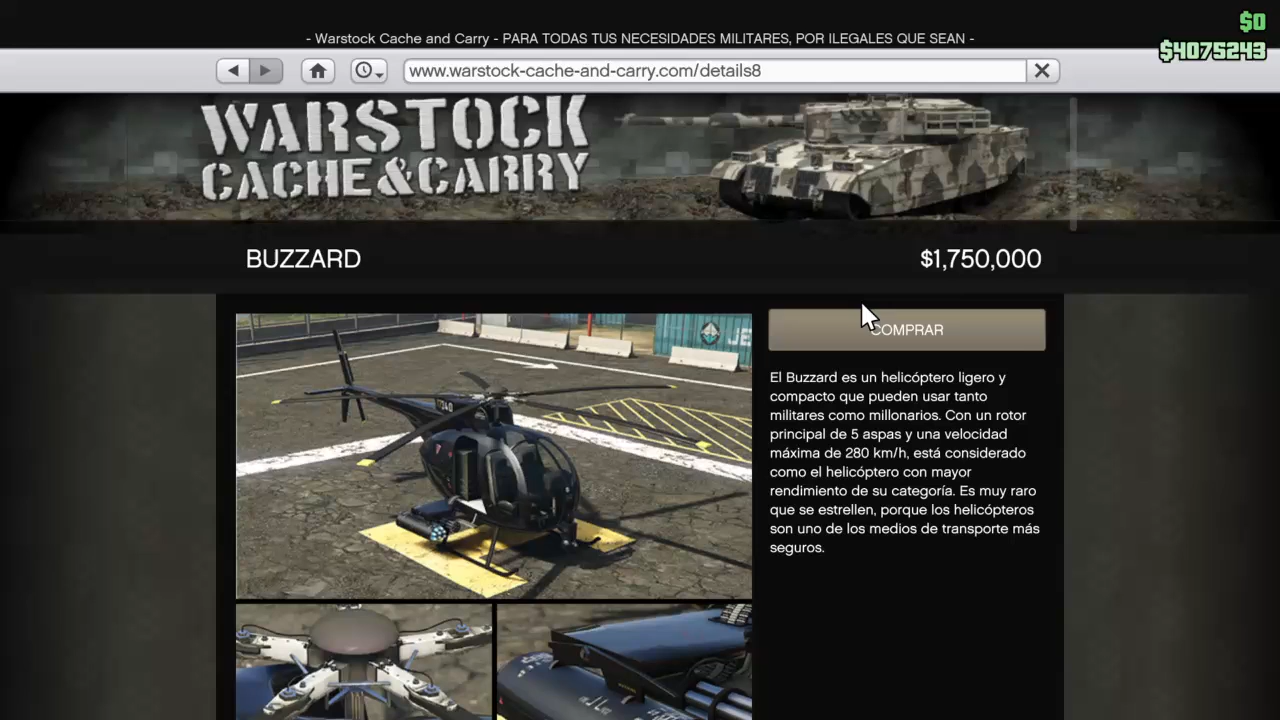 $0
- Warstock Cache and Carry - PARA TODAS TUS NECESIDADES MILITARES, POR ILEGALES QUE SEAN -
$4075243
www.warstock-cache-and-carry.com/details8
WARSTOCK
CACHE&CARRY
BUZZARD
$1,750,000
COMPRAR
El Buzzard es un helicóptero ligero y
compacto que pueden usar tanto
militares como millonarios. Con un rotor
principal de 5 aspas y una velocidad
máxima de 280 km/h, está considerado
como el helicóptero con mayor
rendimiento de su categoría. Es muy raro
que se estrellen, porque los helicópteros
son uno de los medios de transporte más
seguros.